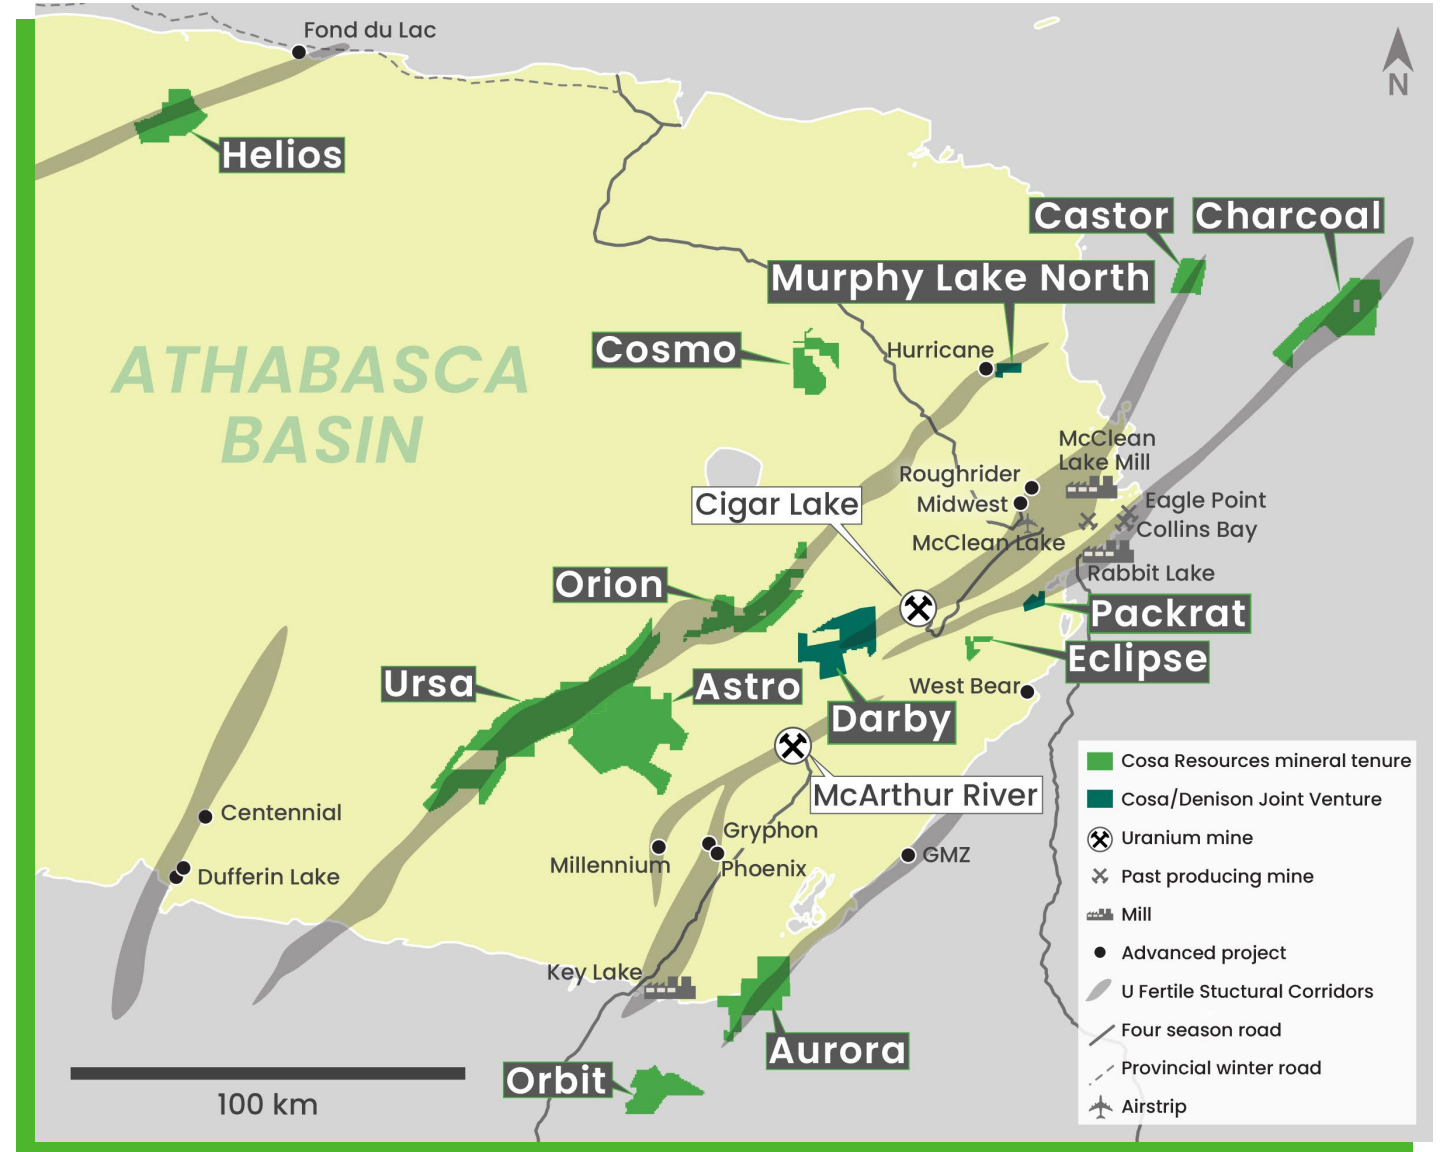 Fond du Lac
N
Helios
Castor
Charcoal
Murphy Lake North
Cosmo
Hurricane
ATHABASCA
BASIN
McClean
Lake Mill
Roughrider
Cigar Lake
Midwest
Eagle Point
Collins Bay
McClean Lake
Rabbit Lake
Orion
Packrat
Eclipse
Ursa
Astro
West Bear
Darby
McArthur River
Centennial
Gryphon
Millennium
Phoenix
GMZ
Dufferin Lake
Key Lake
Aurora
Orbit
100 km
Cosa Resources mineral tenure
Cosa/Denison Joint Venture
Uranium mine
Past producing mine
Mill
Advanced project
U Fertile Stuctural Corridors
Four season road
Provincial winter road
Airstrip